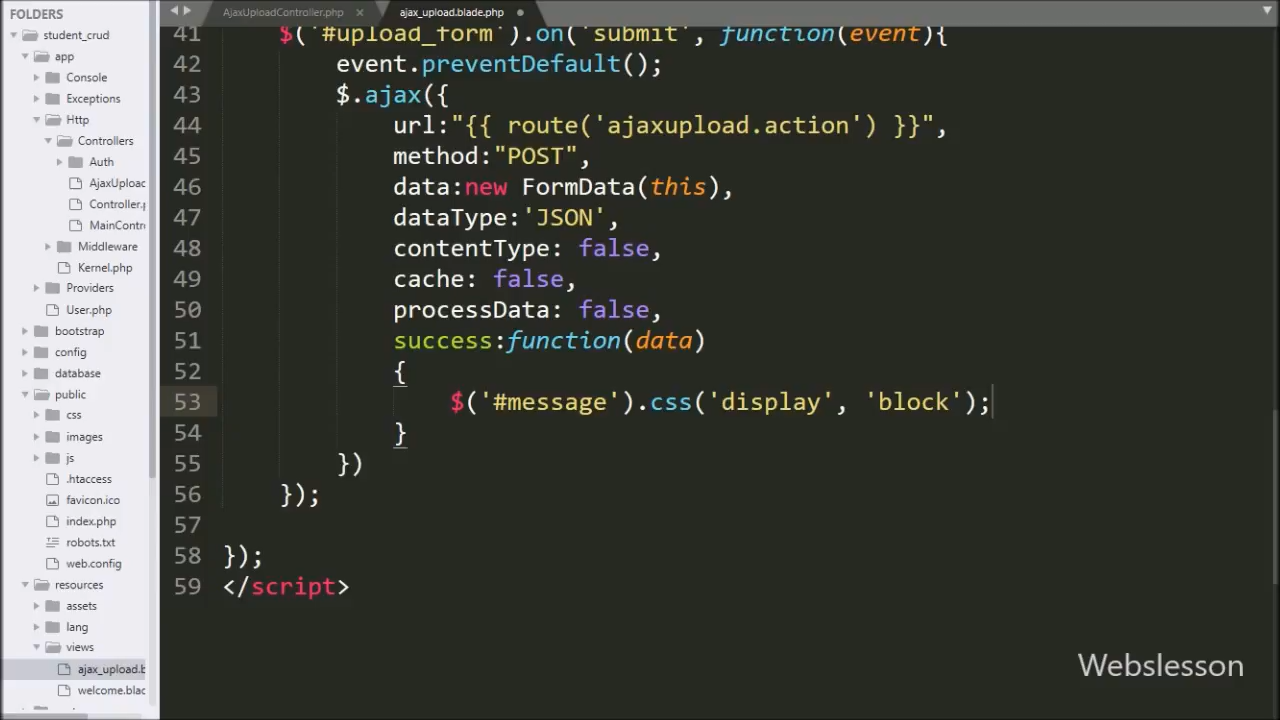 FOLDERS
student_crud
app
Console
Exceptions
Http
Controllers
Auth
AjaxUpload
Controller.p
MainContr
Middleware
Kernel.php
Providers
User.php
bootstrap
config
database
public
css
images
js
.htaccess
favicon.ico
index.php
robots.txt
web.config
resources
assets
lang
views
ajax_upload.b
welcome.blac
AjaxUploadController.php
ajax_upload.blade.php
41 $('#upload_form').on('submit', function(event){
42 event.preventDefault();
43 $.ajax({
44 url:"{{ route('ajaxupload.action') }}",
45 method:"POST",
46 data:new FormData(this),
47 dataType:'JSON',
48 contentType: false,
49 cache: false,
50 processData: false,
51 success:function(data)
52 {
53 $('#message').css('display', 'block');
54 }
55 })
56 });
57
58 });
59 </script>
Webslesson